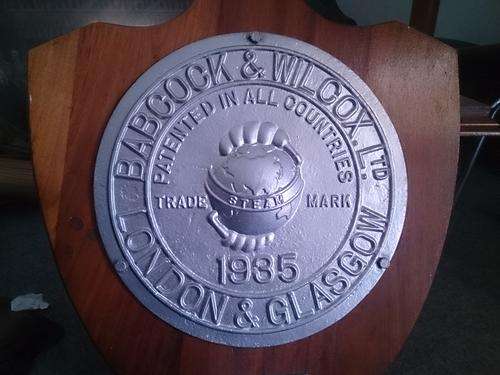 BABCOCK & WILCOX. LTD
LONDON & GLASGOW
PATENTED IN ALL COUNTRIES
TRADE MARK
STEAM
1935